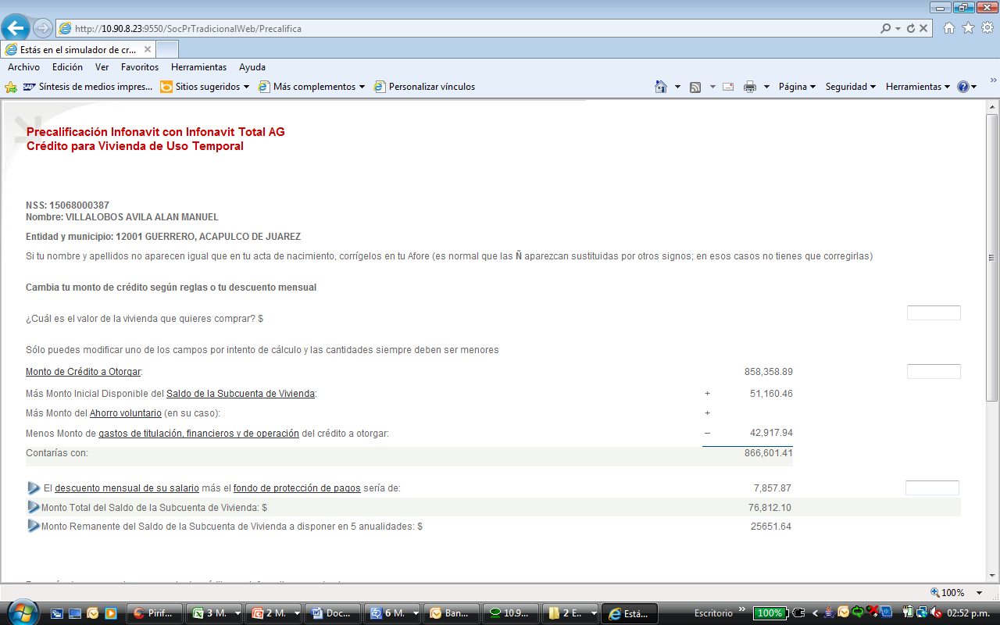 http://10.90.8.23:9550/SocPrTradicionalWeb/Precalifica
Estás en el simulador de cr...
Archivo Edición Ver Favoritos Herramientas Ayuda
Síntesis de medios impres... Sitios sugeridos Más complementos Personalizar vínculos Página Seguridad Herramientas
Precalificación Infonavit con Infonavit Total AG
Crédito para Vivienda de Uso Temporal
NSS: 15068000387
Nombre: VILLALOBOS AVILA ALAN MANUEL
Entidad y municipio: 12001 GUERRERO, ACAPULCO DE JUAREZ
Si tu nombre y apellidos no aparecen igual que en tu acta de nacimiento, corrígelos en tu Afore (es normal que las Ñ aparezcan sustituidas por otros signos; en esos casos no tienes que corregirlas)
Cambia tu monto de crédito según reglas o tu descuento mensual
¿Cuál es el valor de la vivienda que quieres comprar? $
Sólo puedes modificar uno de los campos por intento de cálculo y las cantidades siempre deben ser menores
Monto de Crédito a Otorgar: 858,358.89
Más Monto Inicial Disponible del Saldo de la Subcuenta de Vivienda: + 51,160.46
Más Monto del Ahorro voluntario (en su caso): +
Menos Monto de gastos de titulación, financieros y de operación del crédito a otorgar: – 42,917.94
Contarías con: 866,601.41
El descuento mensual de su salario más el fondo de protección de pagos sería de: 7,857.87
Monto Total del Saldo de la Subcuenta de Vivienda: $ 76,812.10
Monto Remanente del Saldo de la Subcuenta de Vivienda a disponer en 5 anualidades: $ 25651.64
100%
Pirif... 3 M. 2 M. Doc... 6 M. Ban... 10.9... 2 E.. Está... Escritorio 100% 02:52 p.m.